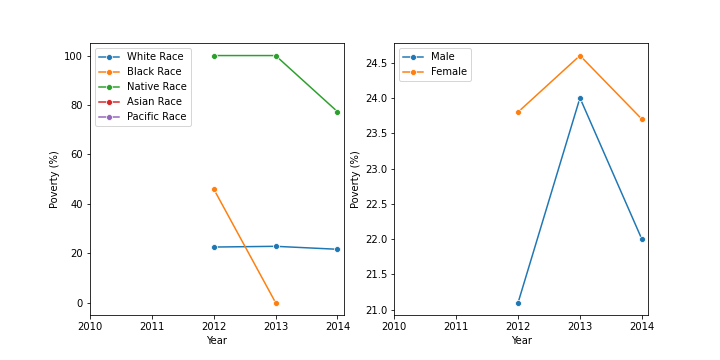 White Race
Black Race
Native Race
Asian Race
Pacific Race
100
80
60
40
20
0
Poverty (%)
2010 2011 2012 2013 2014
Year
Male
Female
24.5
24.0
23.5
23.0
22.5
22.0
21.5
21.0
Poverty (%)
2010 2011 2012 2013 2014
Year